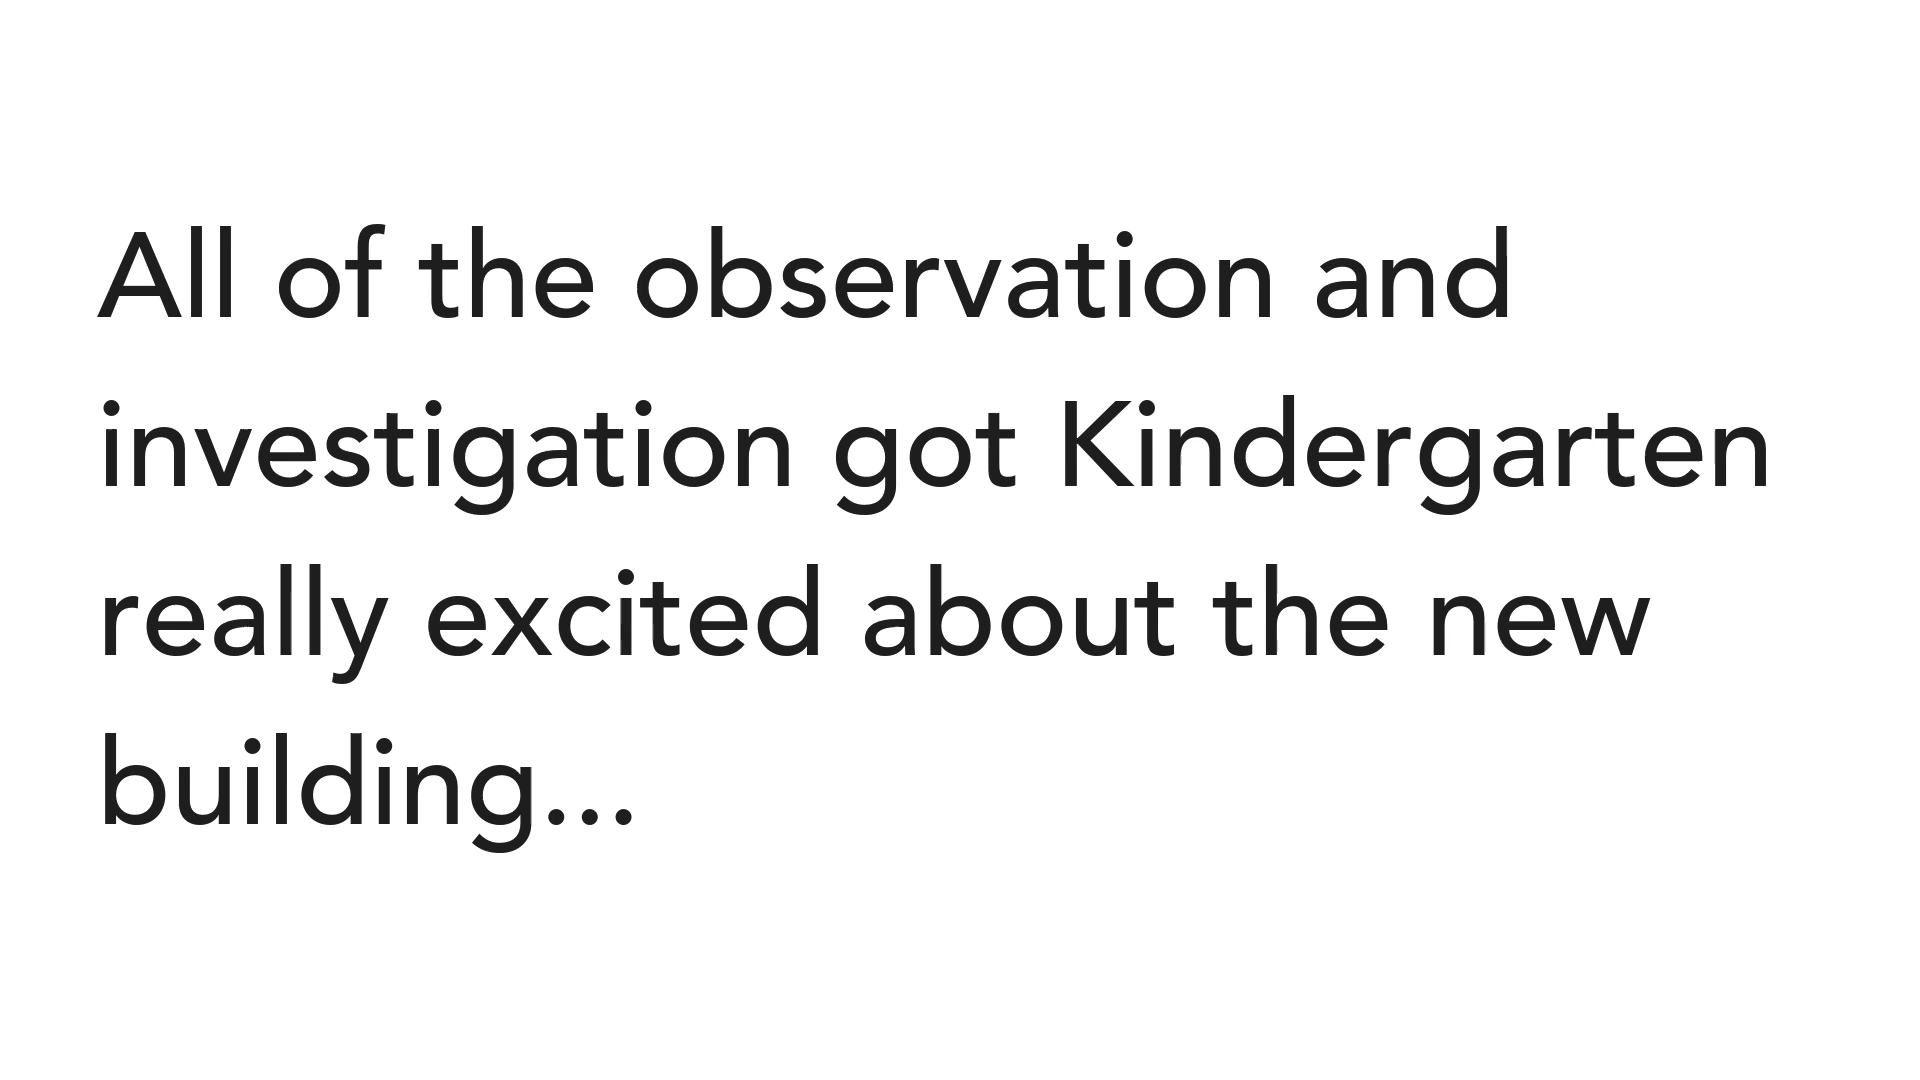 All of the observation and
investigation got Kindergarten
really excited about the new
building...